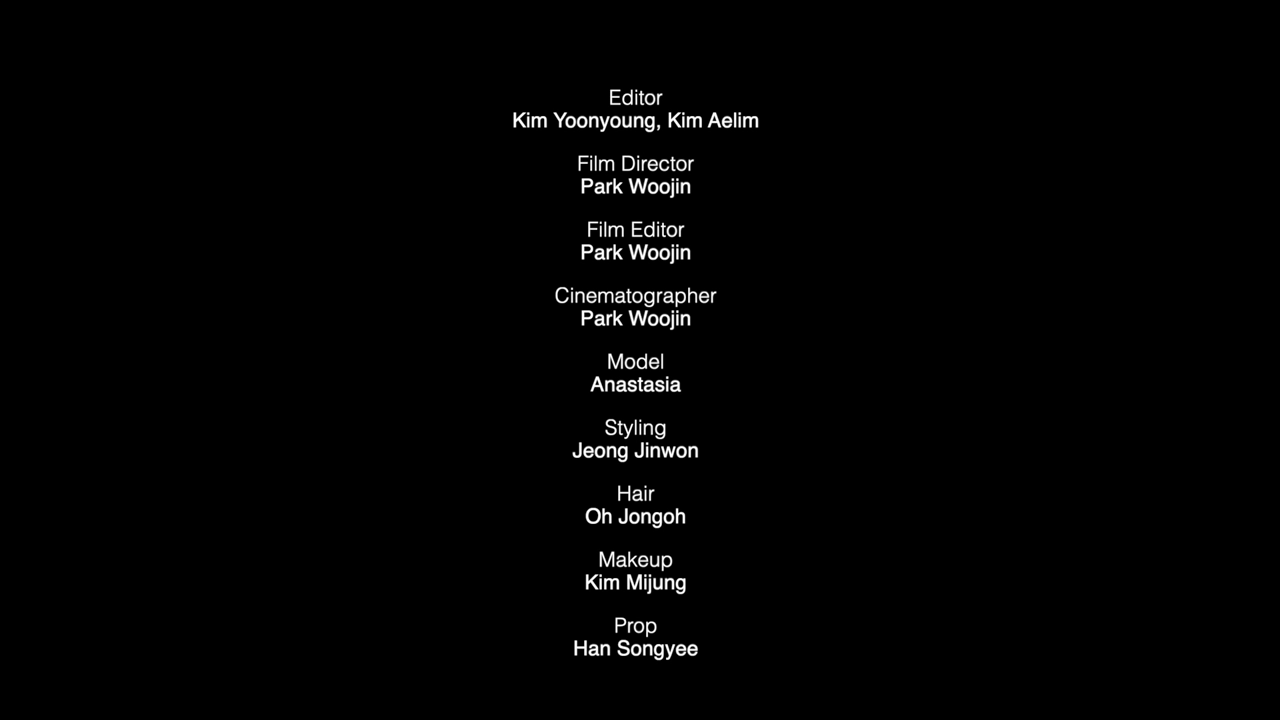 Editor
Kim Yoonyoung, Kim Aelim
Film Director
Park Woojin
Film Editor
Park Woojin
Cinematographer
Park Woojin
Model
Anastasia
Styling
Jeong Jinwon
Hair
Oh Jongoh
Makeup
Kim Mijung
Prop
Han Songyee